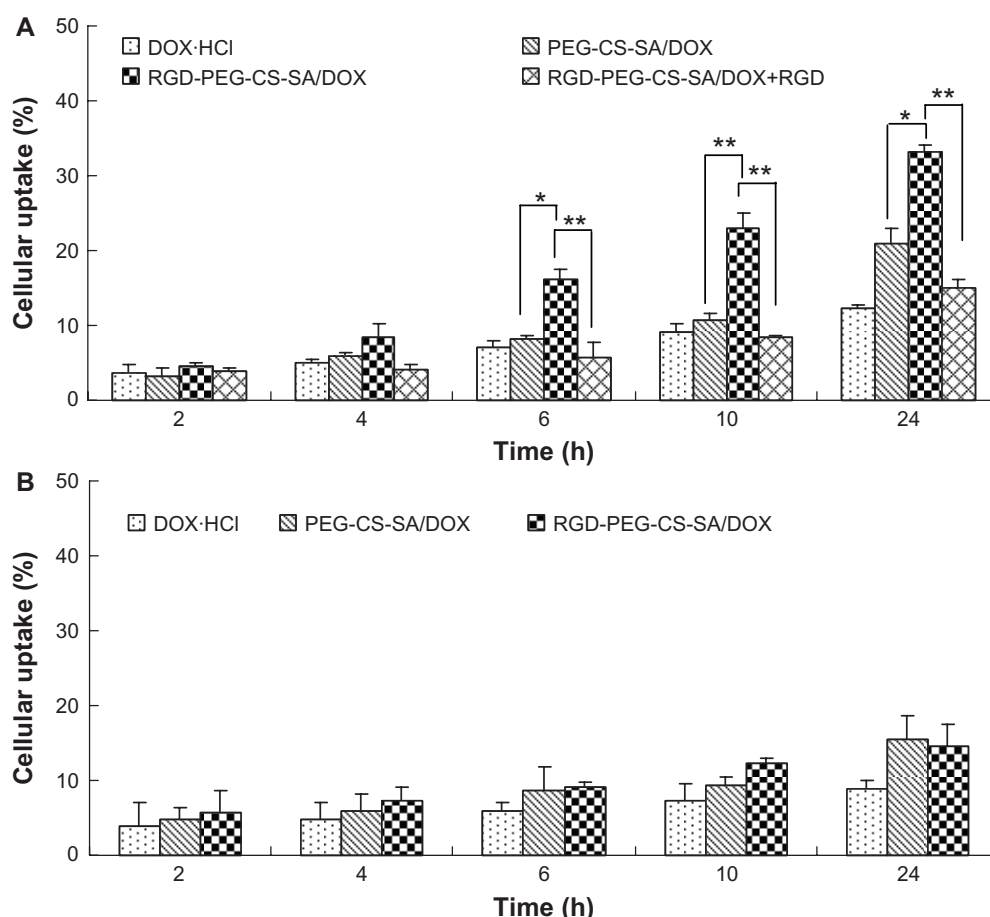 A
50
40
30
20
10
0
Cellular uptake (%)
DOX·HCl
PEG-CS-SA/DOX
RGD-PEG-CS-SA/DOX
RGD-PEG-CS-SA/DOX+RGD
*
**
**
**
*
**
2 4 6 10 24
Time (h)
B
50
40
30
20
10
0
Cellular uptake (%)
DOX·HCl PEG-CS-SA/DOX RGD-PEG-CS-SA/DOX
2 4 6 10 24
Time (h)